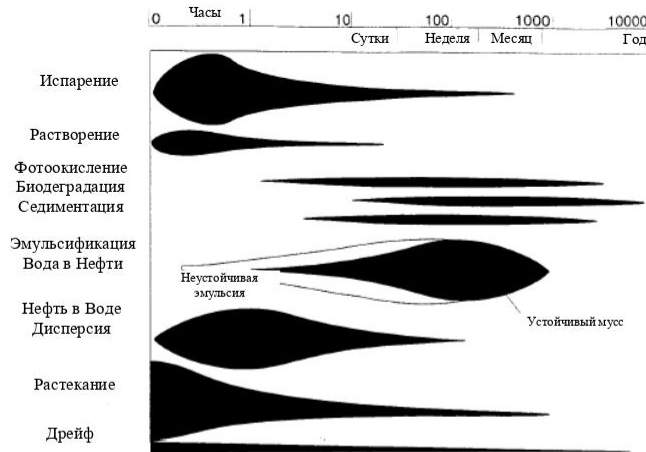 Часы
0 1 10 100 1000 10000
Сутки Неделя Месяц Год
Испарение
Растворение
Фотоокисление
Биодеградация
Седиментация
Эмульсификация
Вода в Нефти
Неустойчивая
эмульсия
Устойчивый мусс
Нефть в Воде
Дисперсия
Растекание
Дрейф